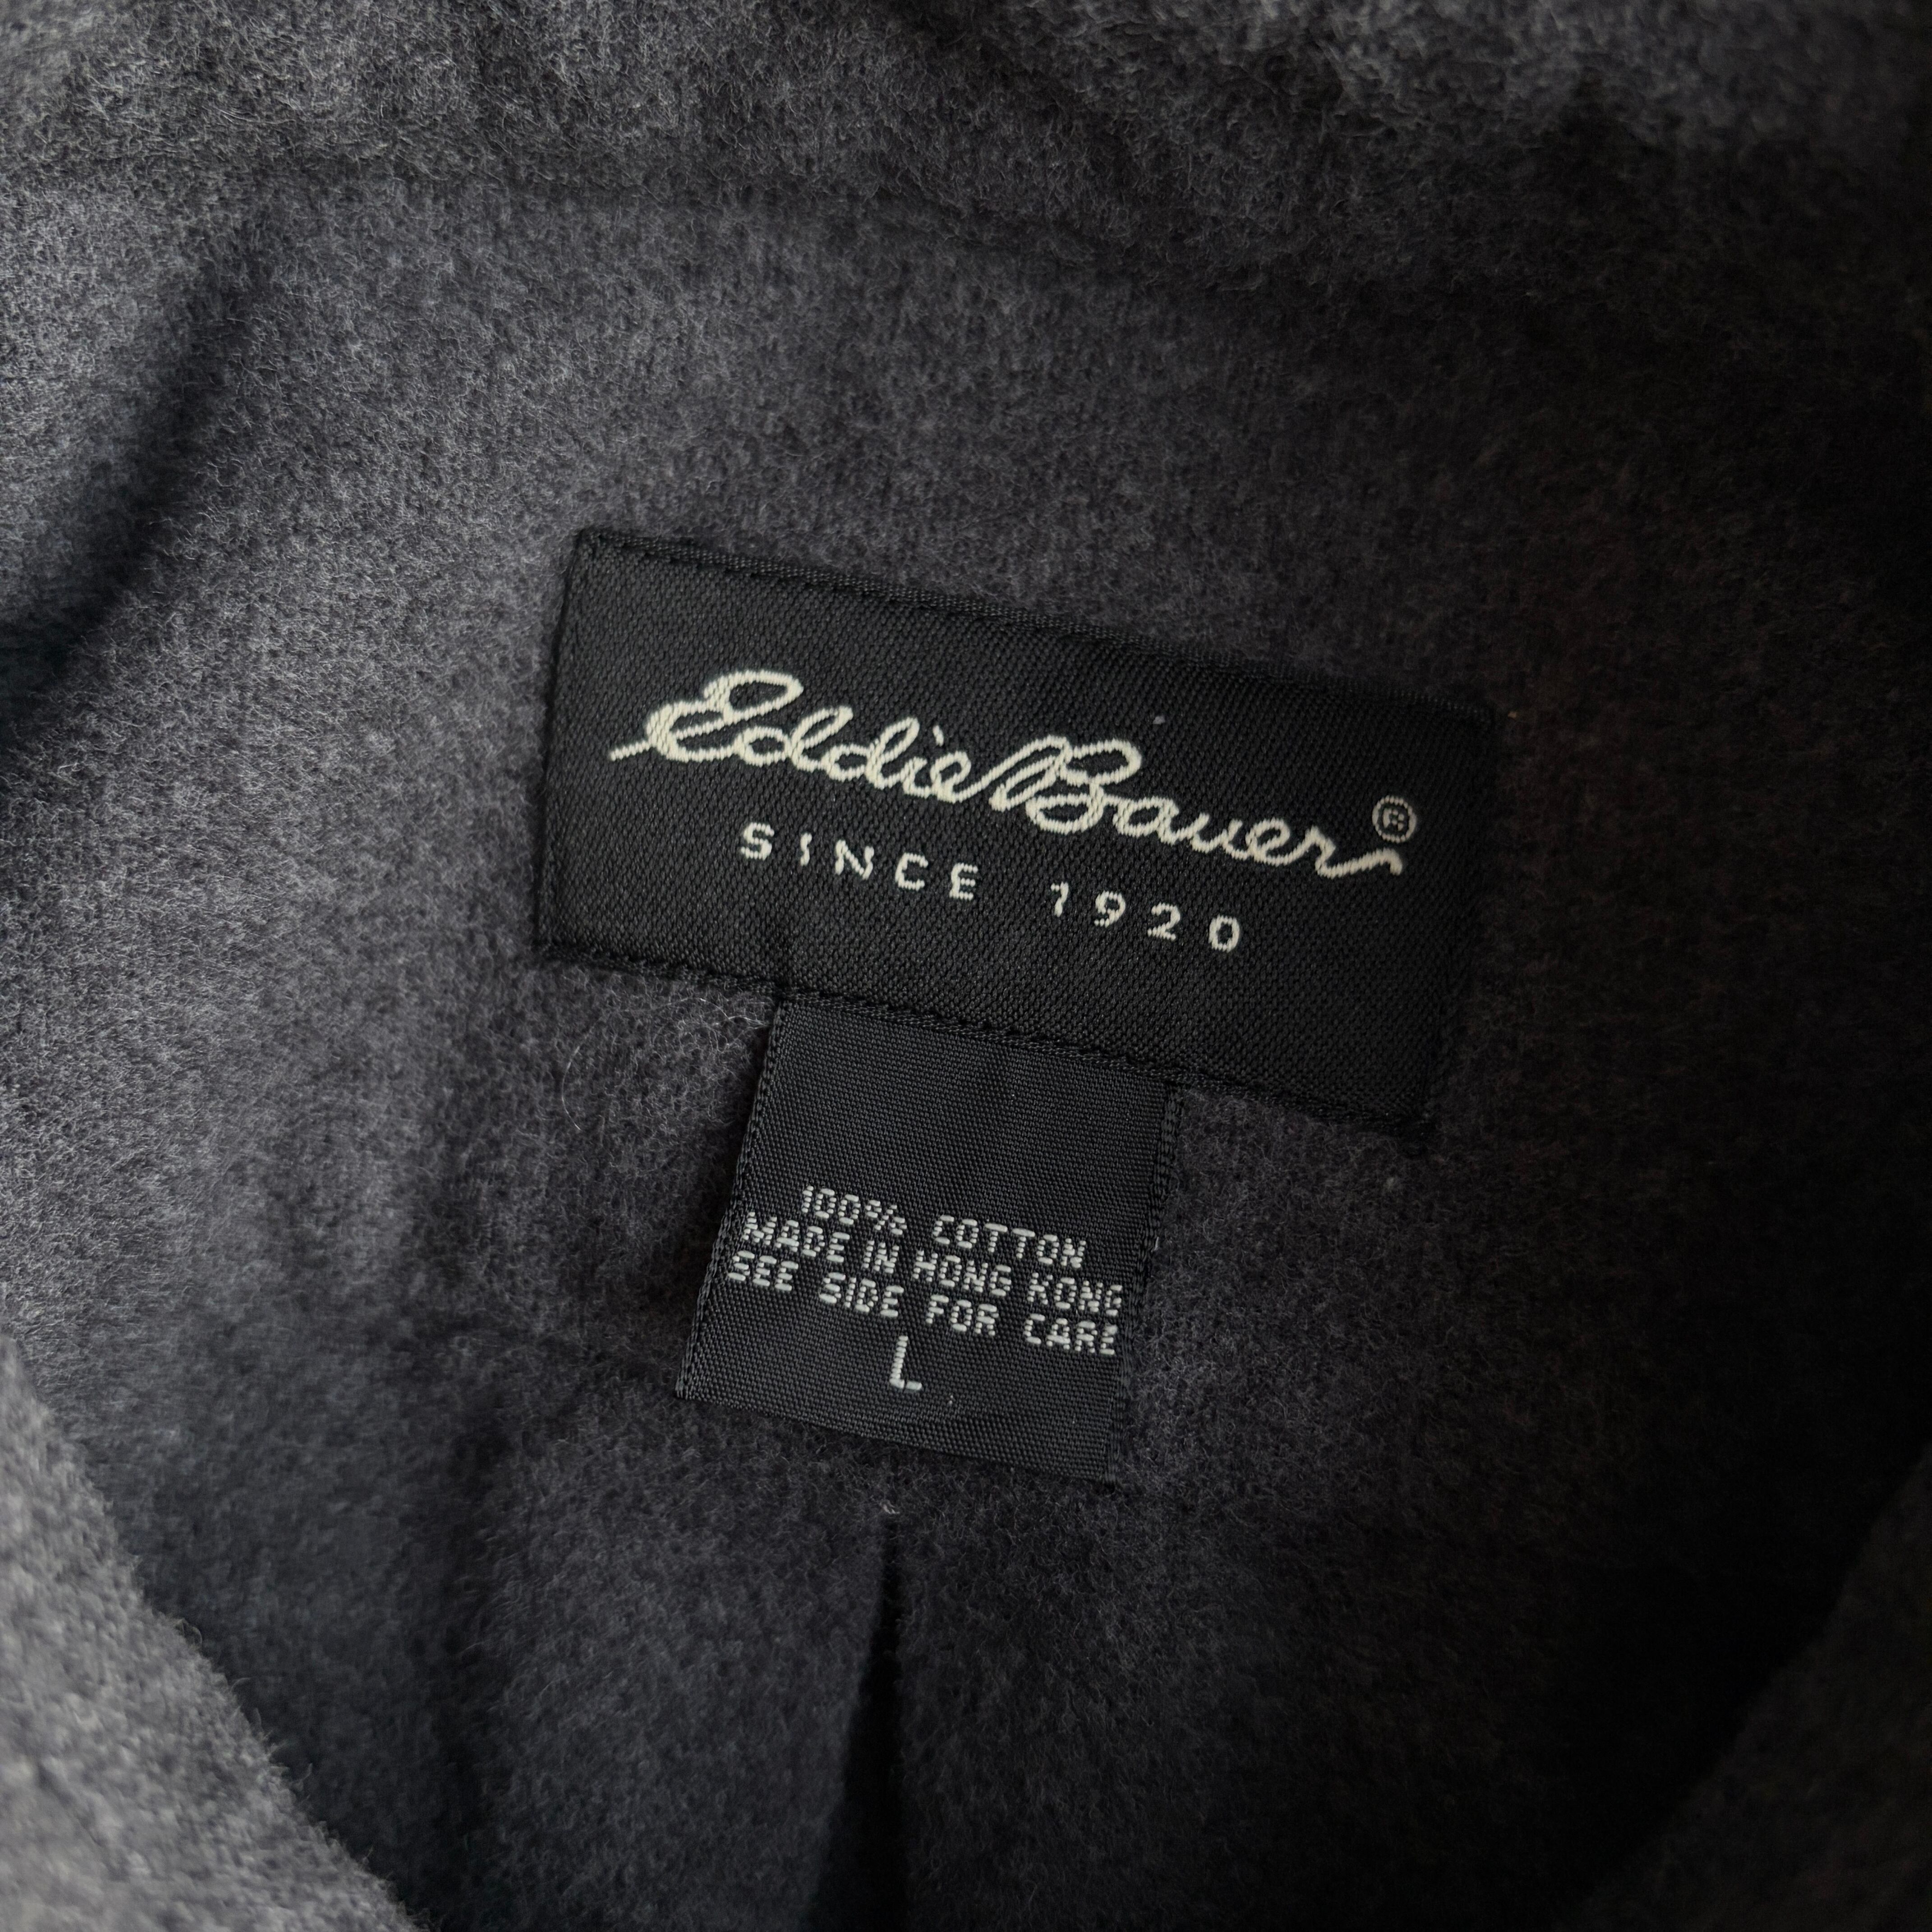 Eddie Bauer®
SINCE 1920
100% COTTON
MADE IN HONG KONG
SEE SIDE FOR CARE
L